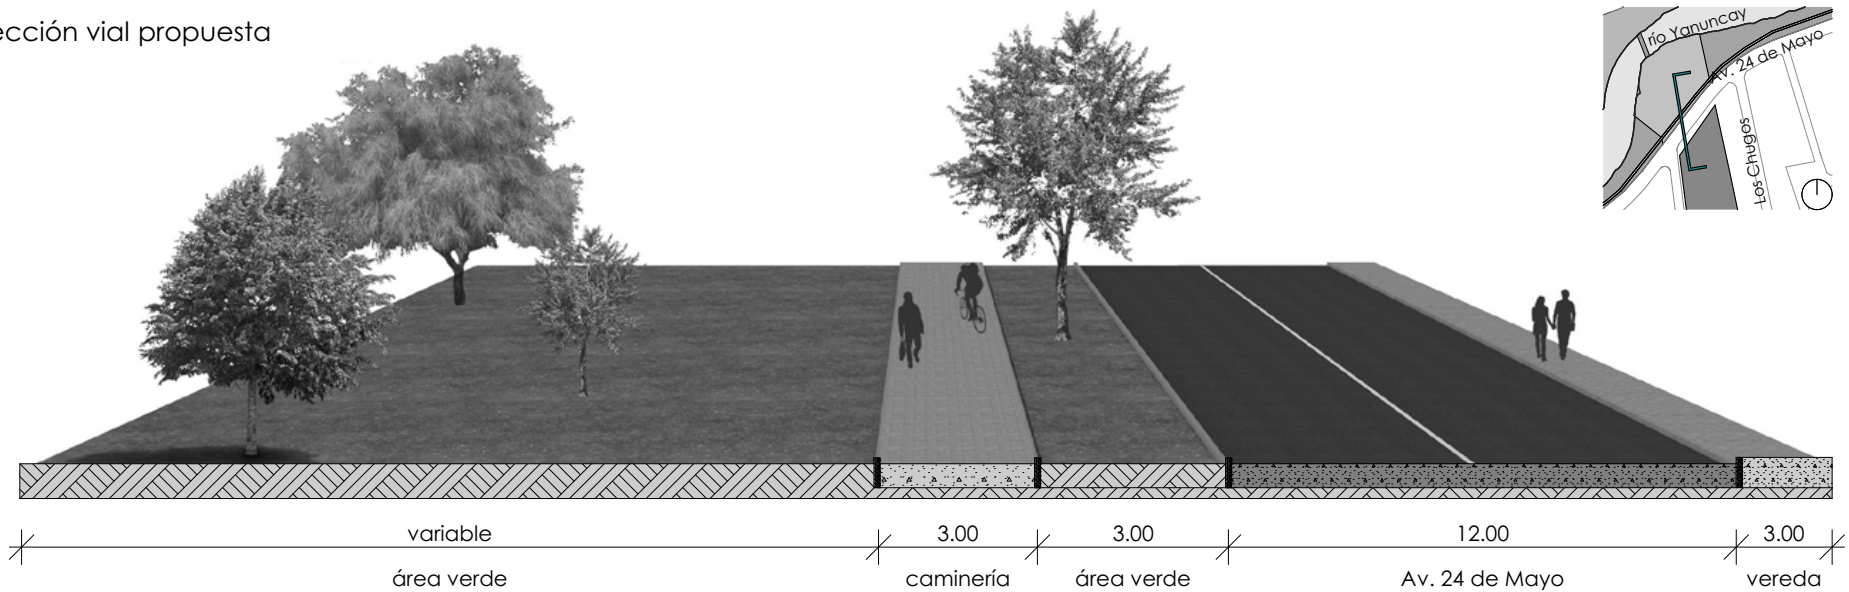 ección vial propuesta
río Yanuncay
Av. 24 de Mayo
Los Chugos
variable
3.00
3.00
12.00
3.00
área verde
caminería
área verde
Av. 24 de Mayo
vereda